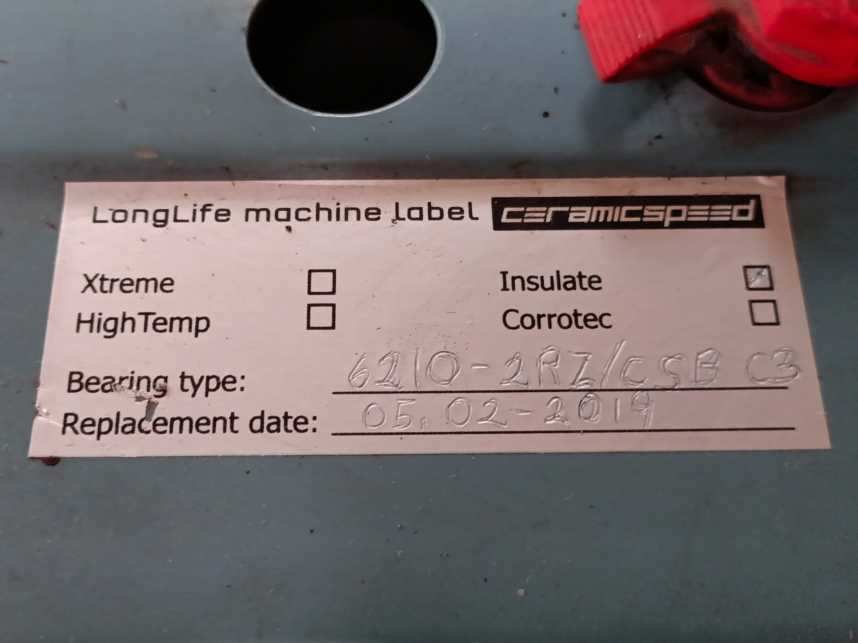 LongLife machine label ceramicspeed
Xtreme Insulate
HighTemp Corrotec
Bearing type: 6210-2RZ/CSB C3
Replacement date: 05.02-2019